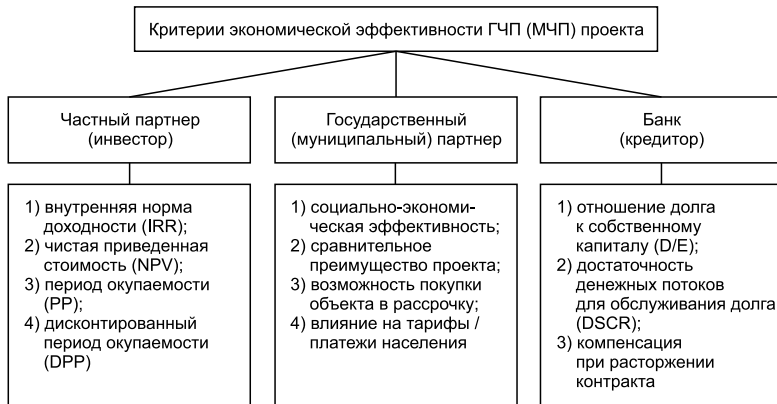 Критерии экономической эффективности ГЧП (МЧП) проекта
Частный партнер
(инвестор)
1) внутренняя норма
доходности (IRR);
2) чистая приведенная
стоимость (NPV);
3) период окупаемости
(PP);
4) дисконтированный
период окупаемости
(DPP)
Государственный
(муниципальный) партнер
1) социально-экономи-
ческая эффективность;
2) сравнительное
преимущество проекта;
3) возможность покупки
объекта в рассрочку;
4) влияние на тарифы /
платежи населения
Банк
(кредитор)
1) отношение долга
к собственному
капиталу (D/E);
2) достаточность
денежных потоков
для обслуживания долга
(DSCR);
3) компенсация
при расторжении
контракта